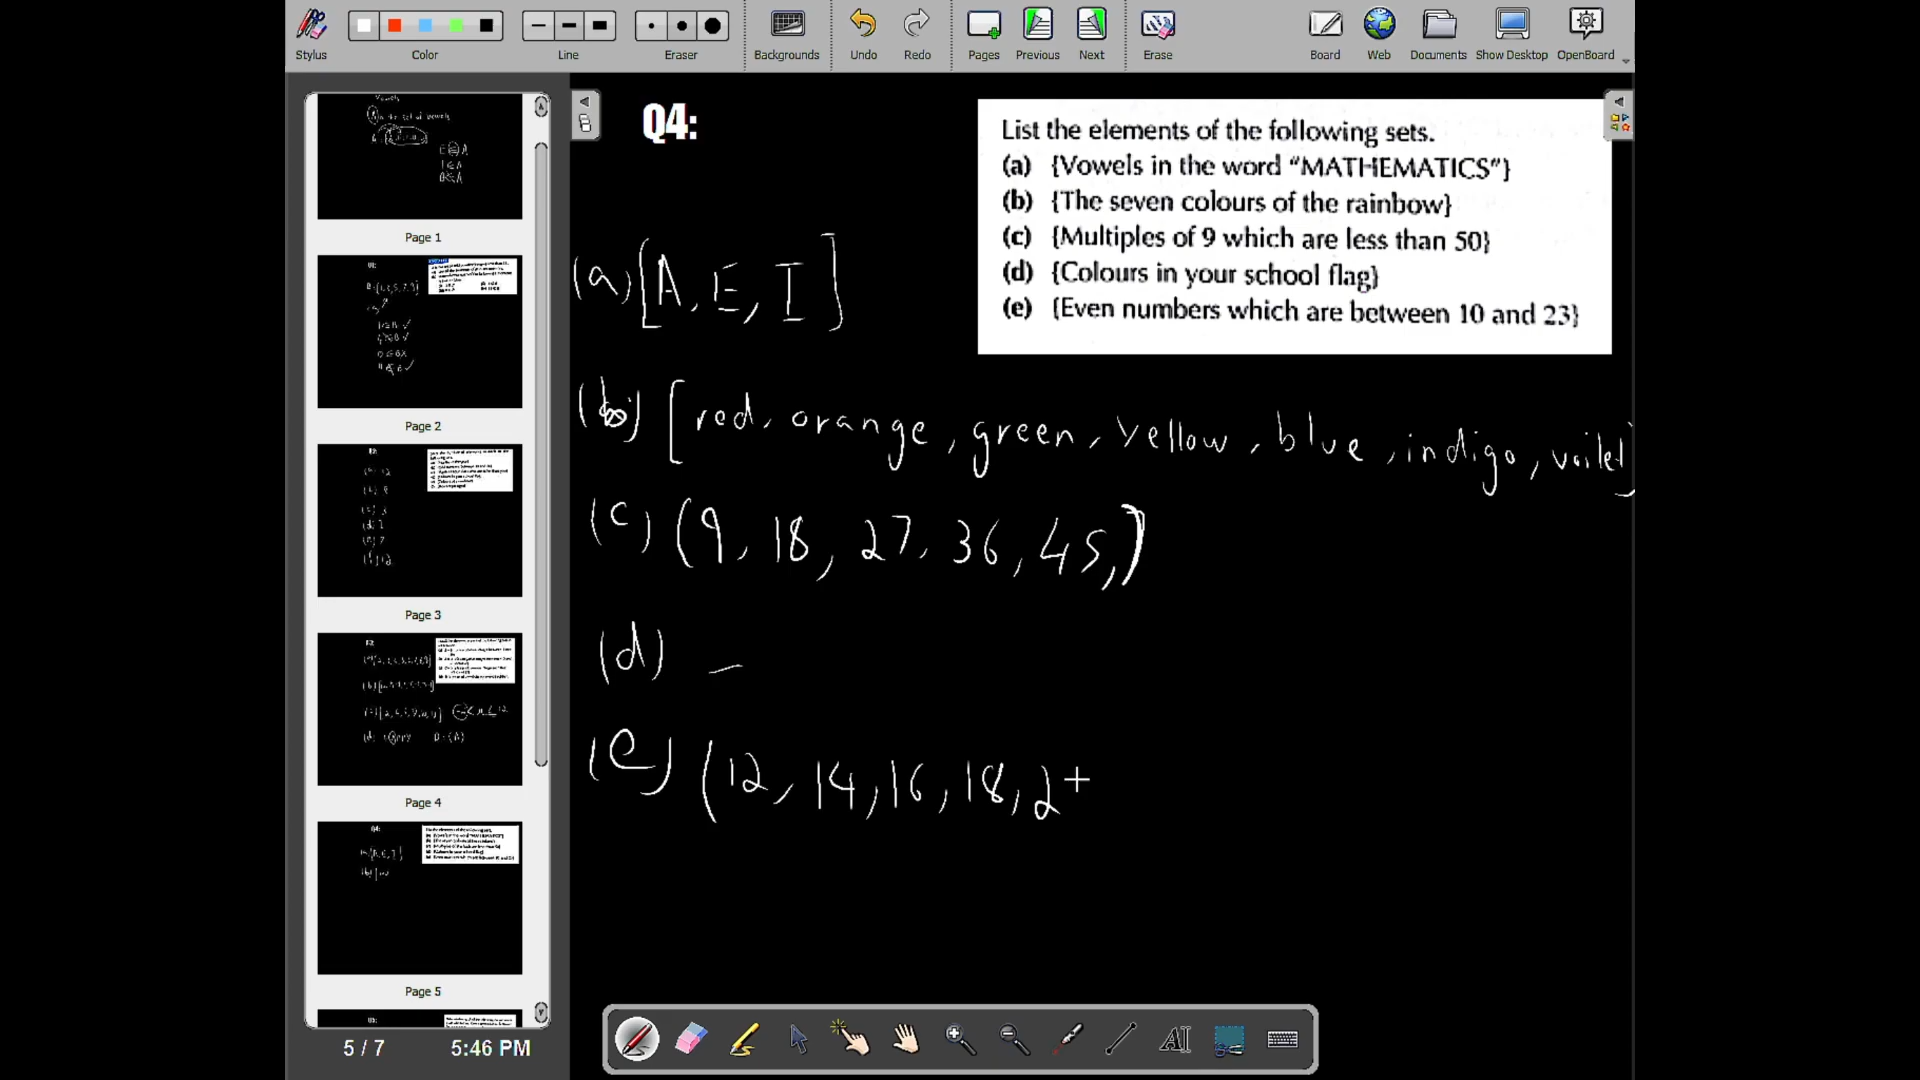 Stylus Color Line Eraser Backgrounds Undo Redo Pages Previous Next Erase Board Web Documents Show Desktop OpenBoard
Q4:
List the elements of the following sets.
(a) {Vowels in the word “MATHEMATICS”}
(b) {The seven colours of the rainbow}
(c) {Multiples of 9 which are less than 50}
(d) {Colours in your school flag}
(e) {Even numbers which are between 10 and 23}
(a) [A, E, I]
(b) [red, orange, green, yellow, blue, indigo, voilet]
(c) (9, 18, 27, 36, 45,)
(d) —
(e) (12, 14, 16, 18, 2
Page 1
Page 2
Page 3
Page 4
Page 5
5 / 7 5:46 PM